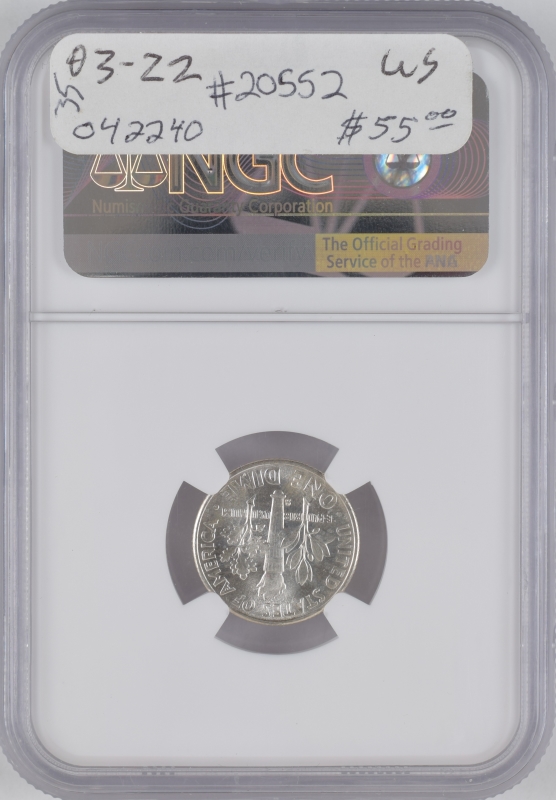 35 03-22 #20552 WS
042240 $55.00
NGC
Numismatic Guaranty Corporation
The Official Grading
Service of the PNG
UNITED STATES OF AMERICA
ONE DIME